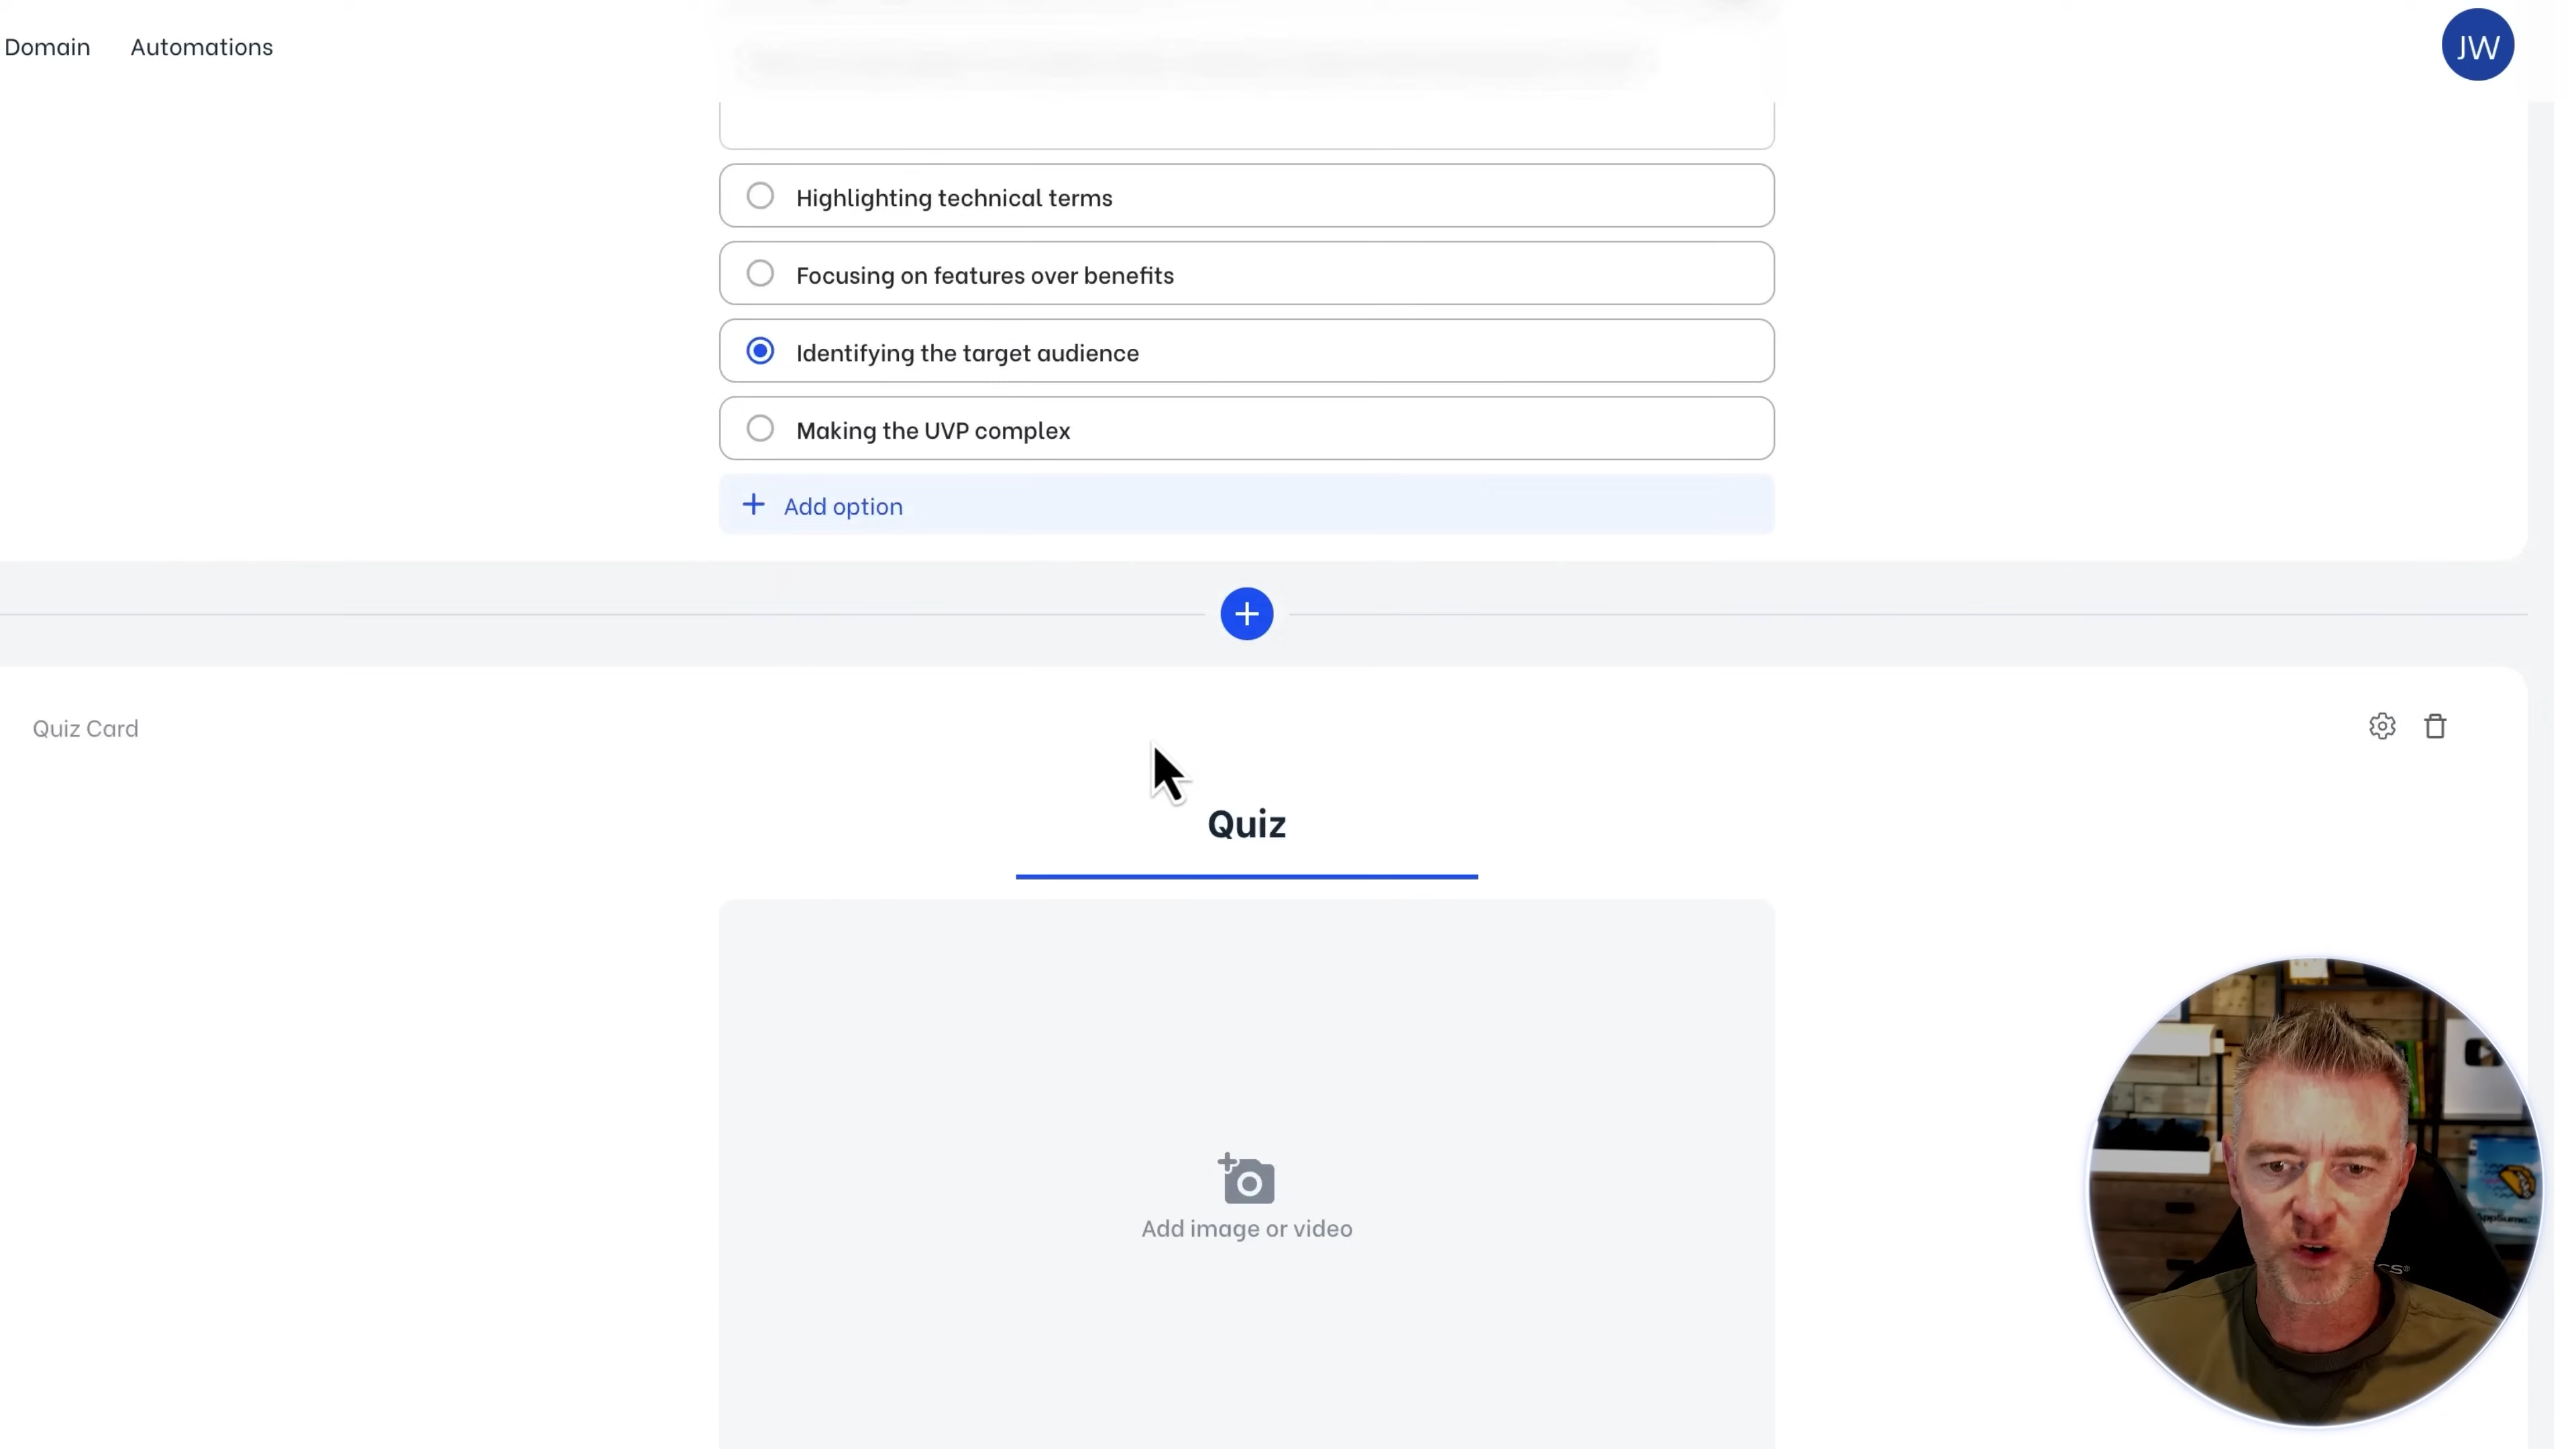 Domain Automations
JW
Highlighting technical terms
Focusing on features over benefits
Identifying the target audience
Making the UVP complex
+ Add option
Quiz Card
Quiz
Add image or video